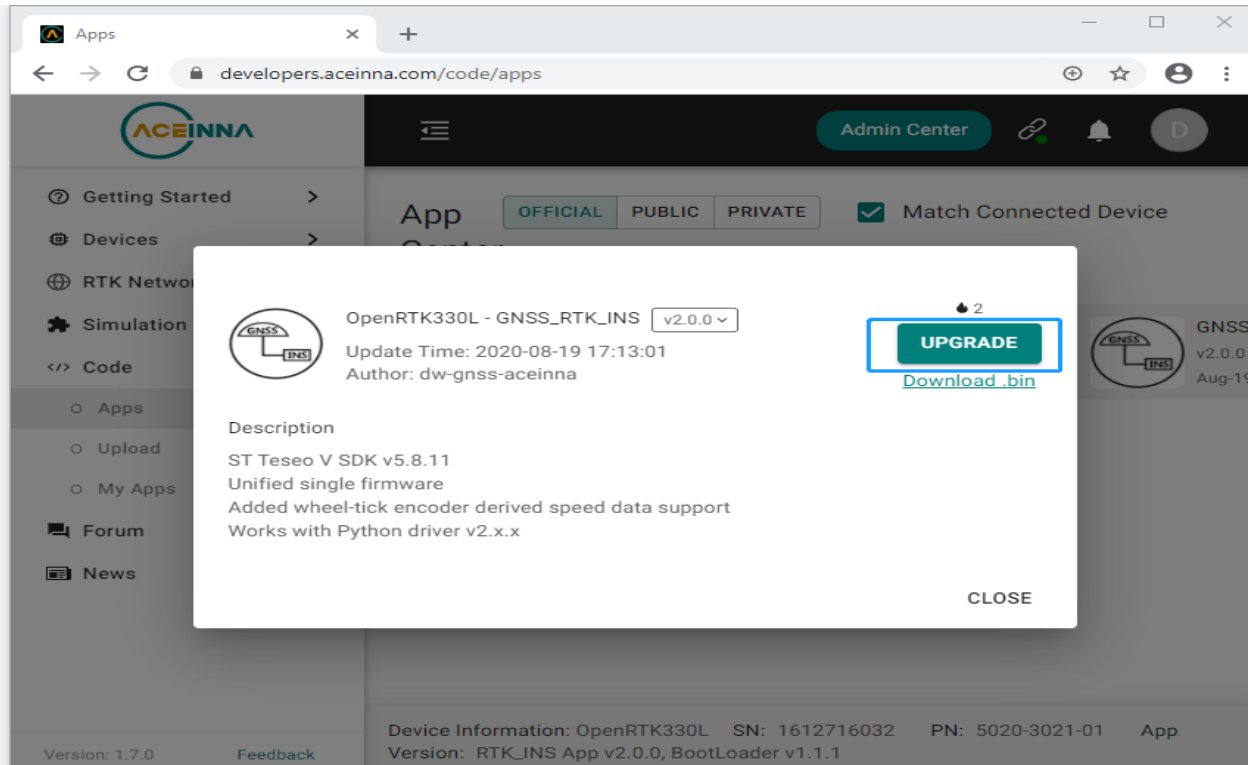 Apps
developers.aceinna.com/code/apps
ACEINNA
Admin Center
D
Getting Started
Devices
RTK Networ
Simulation
Code
Apps
Upload
My Apps
Forum
News
Version: 1.7.0
Feedback
App
OFFICIAL PUBLIC PRIVATE
Match Connected Device
GNSS
INS
OpenRTK330L - GNSS_RTK_INS v2.0.0
Update Time: 2020-08-19 17:13:01
Author: dw-gnss-aceinna
2
UPGRADE
Download .bin
Description
ST Teseo V SDK v5.8.11
Unified single firmware
Added wheel-tick encoder derived speed data support
Works with Python driver v2.x.x
CLOSE
GNSS
INS
GNSS
v2.0.0
Aug-19
Device Information: OpenRTK330L SN: 1612716032 PN: 5020-3021-01 App
Version: RTK_INS App v2.0.0, BootLoader v1.1.1